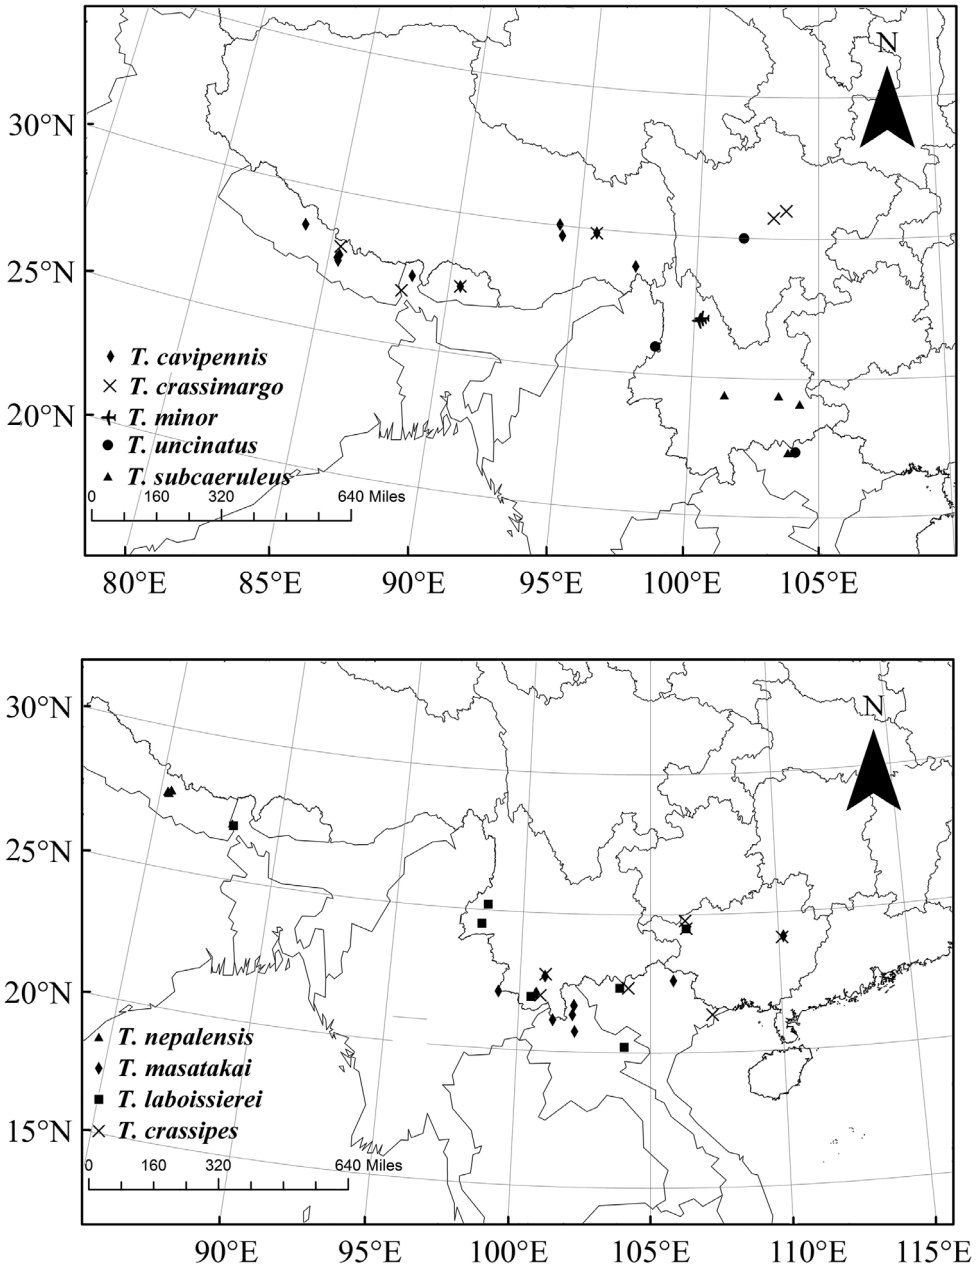 N
30°N
25°N
20°N
T. cavipennis
T. crassimargo
T. minor
T. uncinatus
T. subcaeruleus
0 160 320 640 Miles
80°E 85°E 90°E 95°E 100°E 105°E
N
30°N
25°N
20°N
15°N
T. nepalensis
T. masatakai
T. laboissierei
T. crassipes
0 160 320 640 Miles
90°E 95°E 100°E 105°E 110°E 115°E